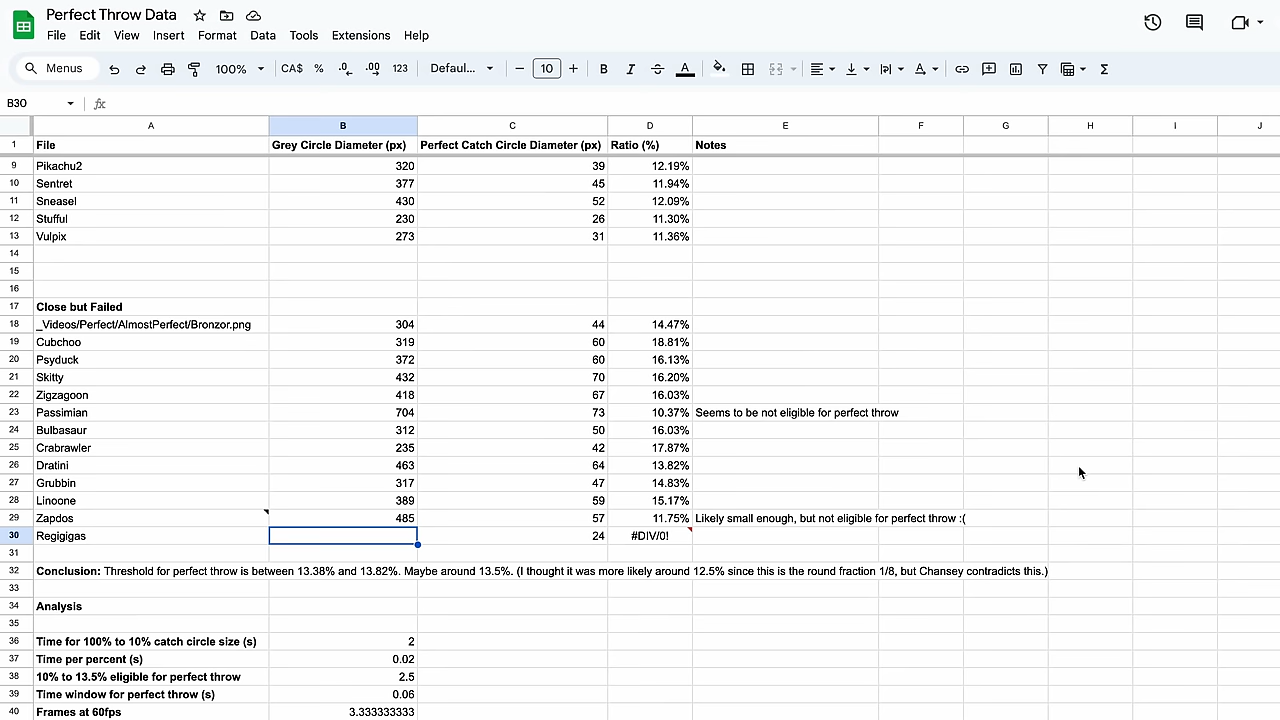 Perfect Throw Data
File Edit View Insert Format Data Tools Extensions Help
Menus 100% CA$ % .0 .00 123 Defaul... 10 B I A
B30 fx
A B C D E F G H I J
1 File Grey Circle Diameter (px) Perfect Catch Circle Diameter (px) Ratio (%) Notes
9 Pikachu2 320 39 12.19%
10 Sentret 377 45 11.94%
11 Sneasel 430 52 12.09%
12 Stufful 230 26 11.30%
13 Vulpix 273 31 11.36%
14
15
16
17 Close but Failed
18 _Videos/Perfect/AlmostPerfect/Bronzor.png 304 44 14.47%
19 Cubchoo 319 60 18.81%
20 Psyduck 372 60 16.13%
21 Skitty 432 70 16.20%
22 Zigzagoon 418 67 16.03%
23 Passimian 704 73 10.37% Seems to be not eligible for perfect throw
24 Bulbasaur 312 50 16.03%
25 Crabrawler 235 42 17.87%
26 Dratini 463 64 13.82%
27 Grubbin 317 47 14.83%
28 Linoone 389 59 15.17%
29 Zapdos 485 57 11.75% Likely small enough, but not eligible for perfect throw :(
30 Regigigas 24 #DIV/0!
31
32 Conclusion: Threshold for perfect throw is between 13.38% and 13.82%. Maybe around 13.5%. (I thought it was more likely around 12.5% since this is the round fraction 1/8, but Chansey contradicts this.)
33
34 Analysis
35
36 Time for 100% to 10% catch circle size (s) 2
37 Time per percent (s) 0.02
38 10% to 13.5% eligible for perfect throw 2.5
39 Time window for perfect throw (s) 0.06
40 Frames at 60fps 3.333333333